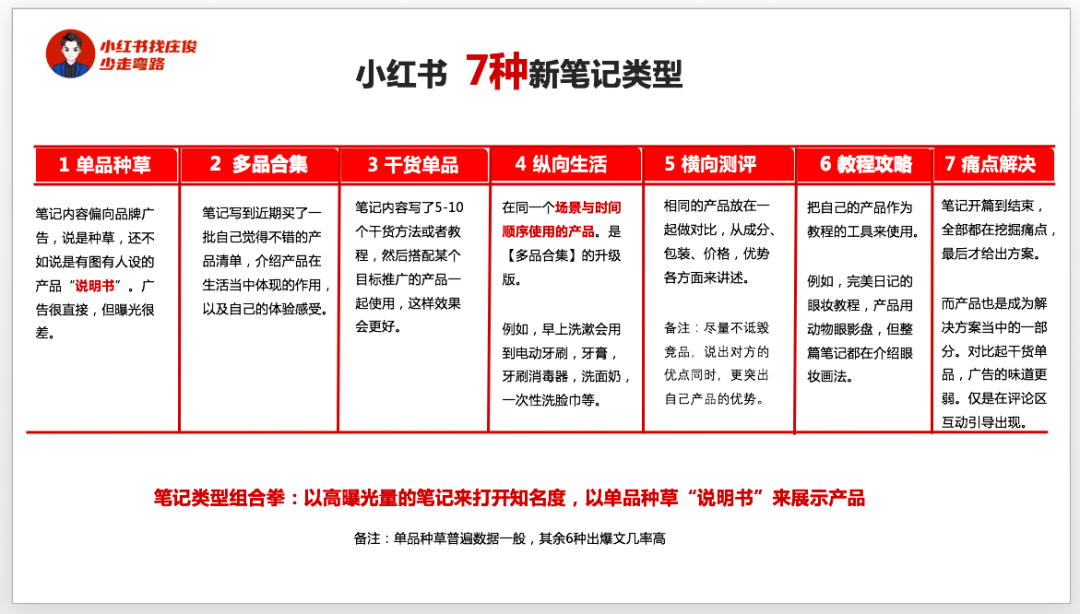 小红书找庄俊
少走弯路
小红书 7种新笔记类型
1 单品种草
笔记内容偏向品牌广
告，说是种草，还不
如说是有图有人设的
产品“说明书”。广
告很直接，但曝光很
差。
2 多品合集
笔记写到近期买了一
批自己觉得不错的产
品清单，介绍产品在
生活当中体现的作用，
以及自己的体验感受。
3 干货单品
笔记内容写了5-10
个干货方法或者教
程，然后搭配某个
目标推广的产品一
起使用，这样效果
会更好。
4 纵向生活
在同一个场景与时间
顺序使用的产品。是
【多品合集】的升级
版。
例如，早上洗漱会用
到电动牙刷，牙膏，
牙刷消毒器，洗面奶，
一次性洗脸巾等。
5 横向测评
相同的产品放在一
起做对比，从成分、
包装、价格，优势
各方面来讲述。
备注：尽量不诋毁
竞品，说出对方的
优点同时，更突出
自己产品的优势。
6 教程攻略
把自己的产品作为
教程的工具来使用。
例如，完美日记的
眼妆教程，产品用
动物眼影盘，但整
篇笔记都在介绍眼
妆画法。
7 痛点解决
笔记开篇到结束，
全部都在挖掘痛点，
最后才给出方案。
而产品也是成为解
决方案当中的一部
分。对比起干货单
品，广告的味道更
弱。仅是在评论区
互动引导出现。
笔记类型组合拳：以高曝光量的笔记来打开知名度，以单品种草“说明书”来展示产品
备注：单品种草普遍数据一般，其余6种出爆文几率高